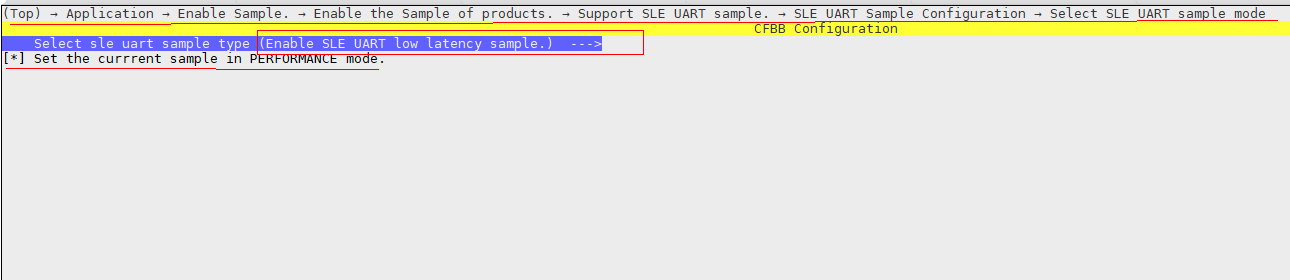 (Top) → Application → Enable Sample. → Enable the Sample of products. → Support SLE UART sample. → SLE UART Sample Configuration → Select SLE UART sample mode
CFBB Configuration
Select sle uart sample type (Enable SLE UART low latency sample.)  --->
[*] Set the currrent sample in PERFORMANCE mode.